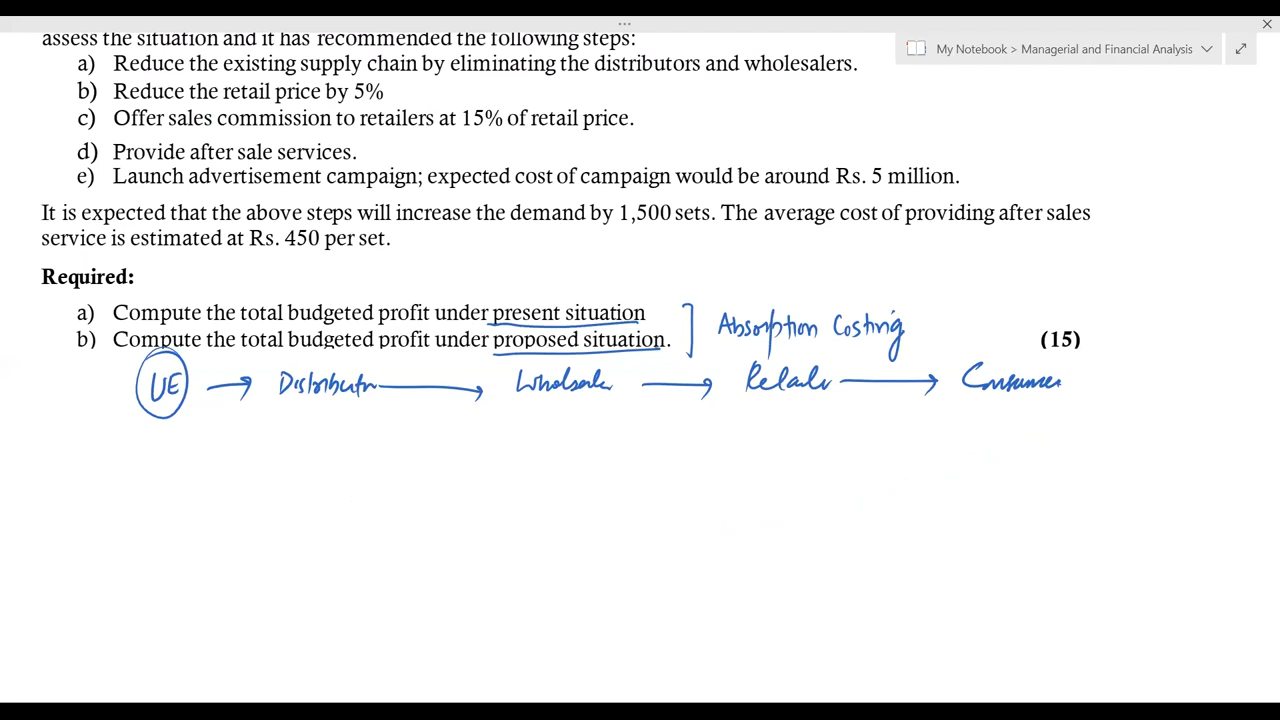 assess the situation and it has recommended the following steps:
My Notebook > Managerial and Financial Analysis
a) Reduce the existing supply chain by eliminating the distributors and wholesalers.
b) Reduce the retail price by 5%
c) Offer sales commission to retailers at 15% of retail price.
d) Provide after sale services.
e) Launch advertisement campaign; expected cost of campaign would be around Rs. 5 million.
It is expected that the above steps will increase the demand by 1,500 sets. The average cost of providing after sales
service is estimated at Rs. 450 per set.
Required:
a) Compute the total budgeted profit under present situation
Absorption Costing
b) Compute the total budgeted profit under proposed situation.
(15)
UE → Distributor → Wholesaler → Retailer → Consumer